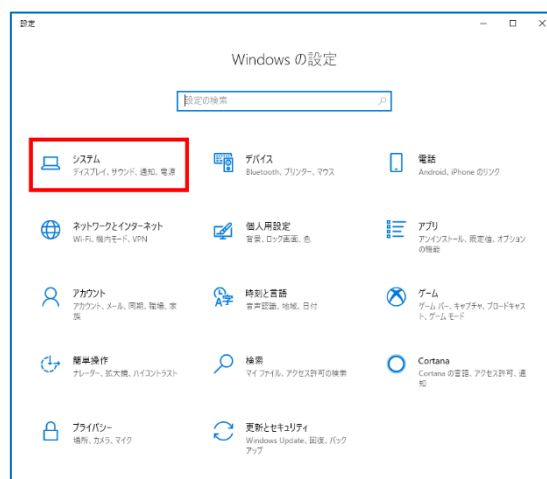 設定
Windows の設定
設定の検索
システム
ディスプレイ、サウンド、通知、電源
デバイス
Bluetooth、プリンター、マウス
電話
Android、iPhone のリンク
ネットワークとインターネット
Wi-Fi、機内モード、VPN
個人用設定
背景、ロック画面、色
アプリ
アンインストール、既定値、オプション
の機能
アカウント
アカウント、メール、同期、職場、家
族
時刻と言語
音声認識、地域、日付
ゲーム
ゲーム バー、キャプチャ、ブロードキャス
ト、ゲーム モード
簡単操作
ナレーター、拡大鏡、ハイコントラスト
検索
マイ ファイル、アクセス許可の検索
Cortana
Cortana の言語、アクセス許可、通
知
プライバシー
場所、カメラ、マイク
更新とセキュリティ
Windows Update、回復、バック
アップ